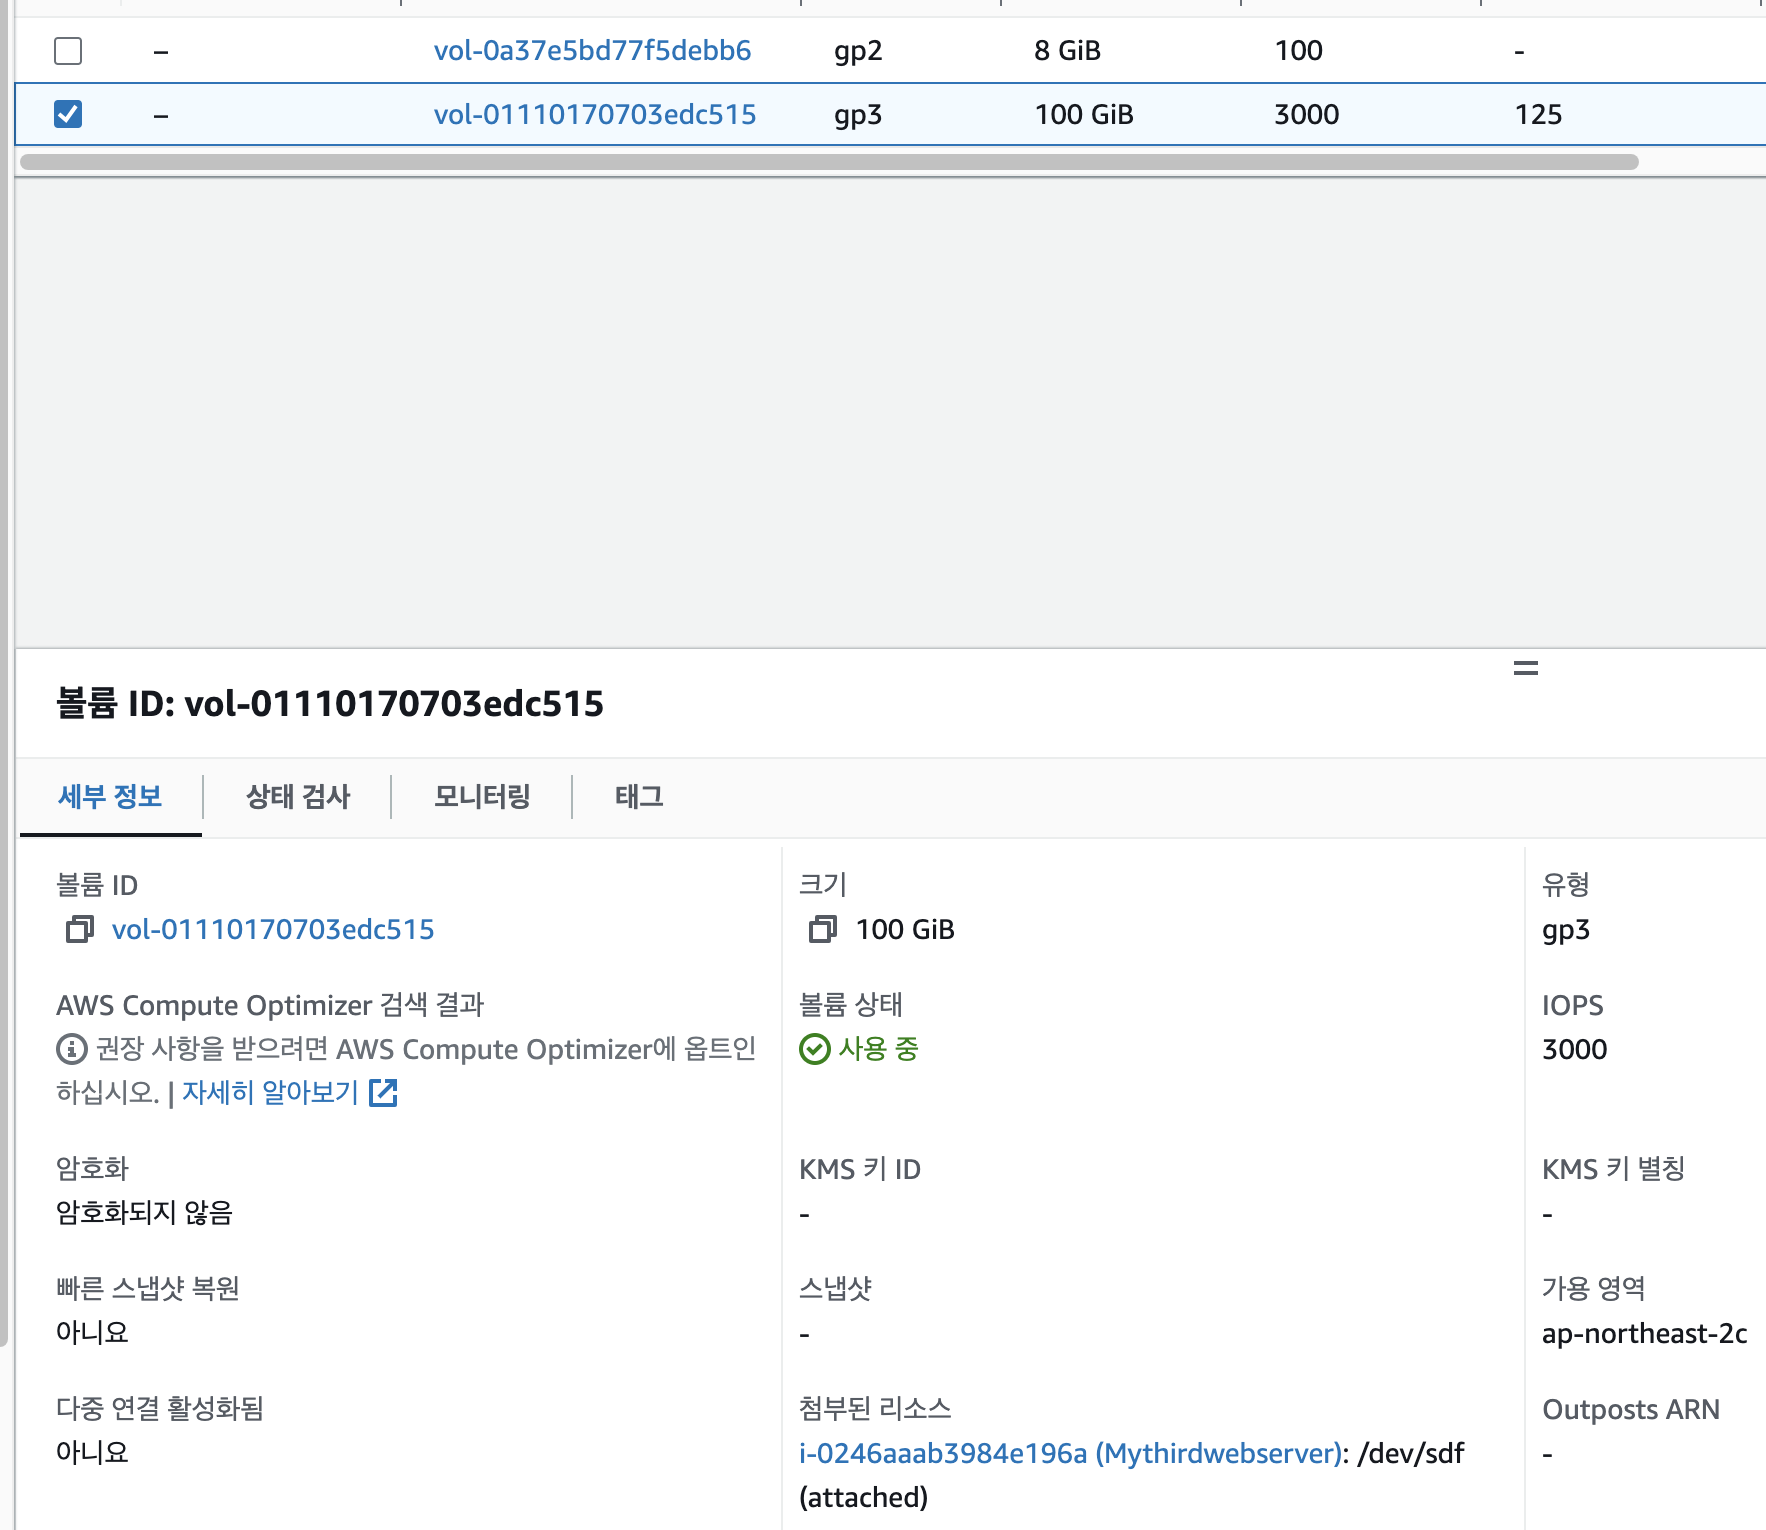 – vol-0a37e5bd77f5debb6 gp2 8 GiB 100 -
– vol-01110170703edc515 gp3 100 GiB 3000 125
볼륨 ID: vol-01110170703edc515
세부 정보 상태 검사 모니터링 태그
볼륨 ID
vol-01110170703edc515
크기
100 GiB
유형
gp3
AWS Compute Optimizer 검색 결과
권장 사항을 받으려면 AWS Compute Optimizer에 옵트인
하십시오. | 자세히 알아보기
볼륨 상태
사용 중
IOPS
3000
암호화
암호화되지 않음
KMS 키 ID
-
KMS 키 별칭
-
빠른 스냅샷 복원
아니요
스냅샷
-
가용 영역
ap-northeast-2c
다중 연결 활성화됨
아니요
첨부된 리소스
i-0246aaab3984e196a (Mythirdwebserver): /dev/sdf
(attached)
Outposts ARN
-